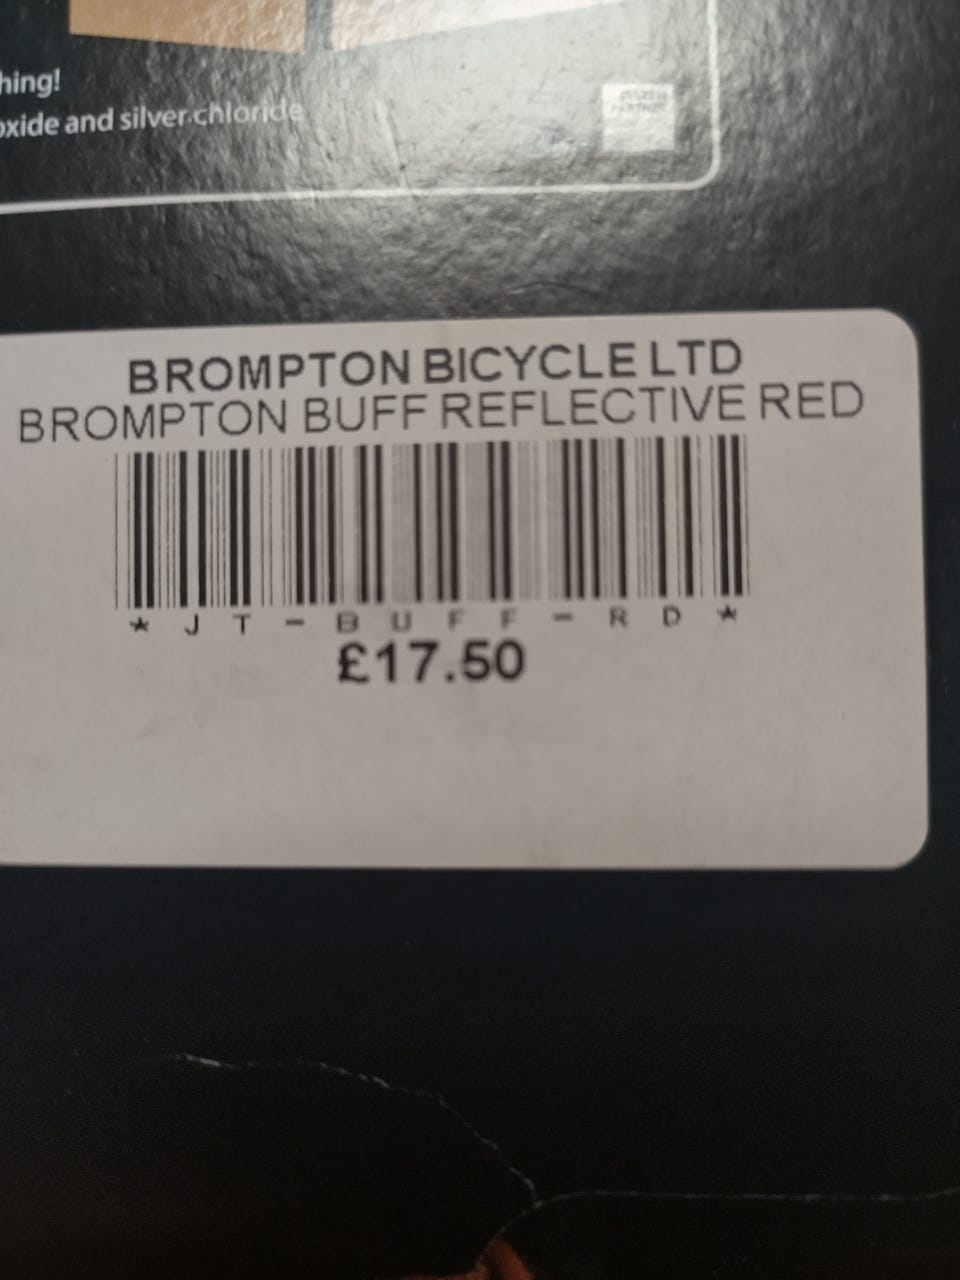 hing!
oxide and silver chloride
BROMPTON BICYCLE LTD
BROMPTON BUFF REFLECTIVE RED
*JT-BUFF-RD*
£17.50